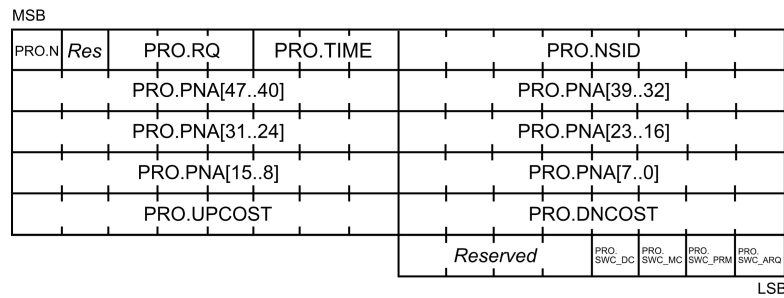 MSB
PRO.N Res PRO.RQ PRO.TIME PRO.NSID
PRO.PNA[47..40] PRO.PNA[39..32]
PRO.PNA[31..24] PRO.PNA[23..16]
PRO.PNA[15..8] PRO.PNA[7..0]
PRO.UPCOST PRO.DNCOST
Reserved PRO. SWC_DC PRO. SWC_MC PRO. SWC_PRM PRO. SWC_ARQ
LSB